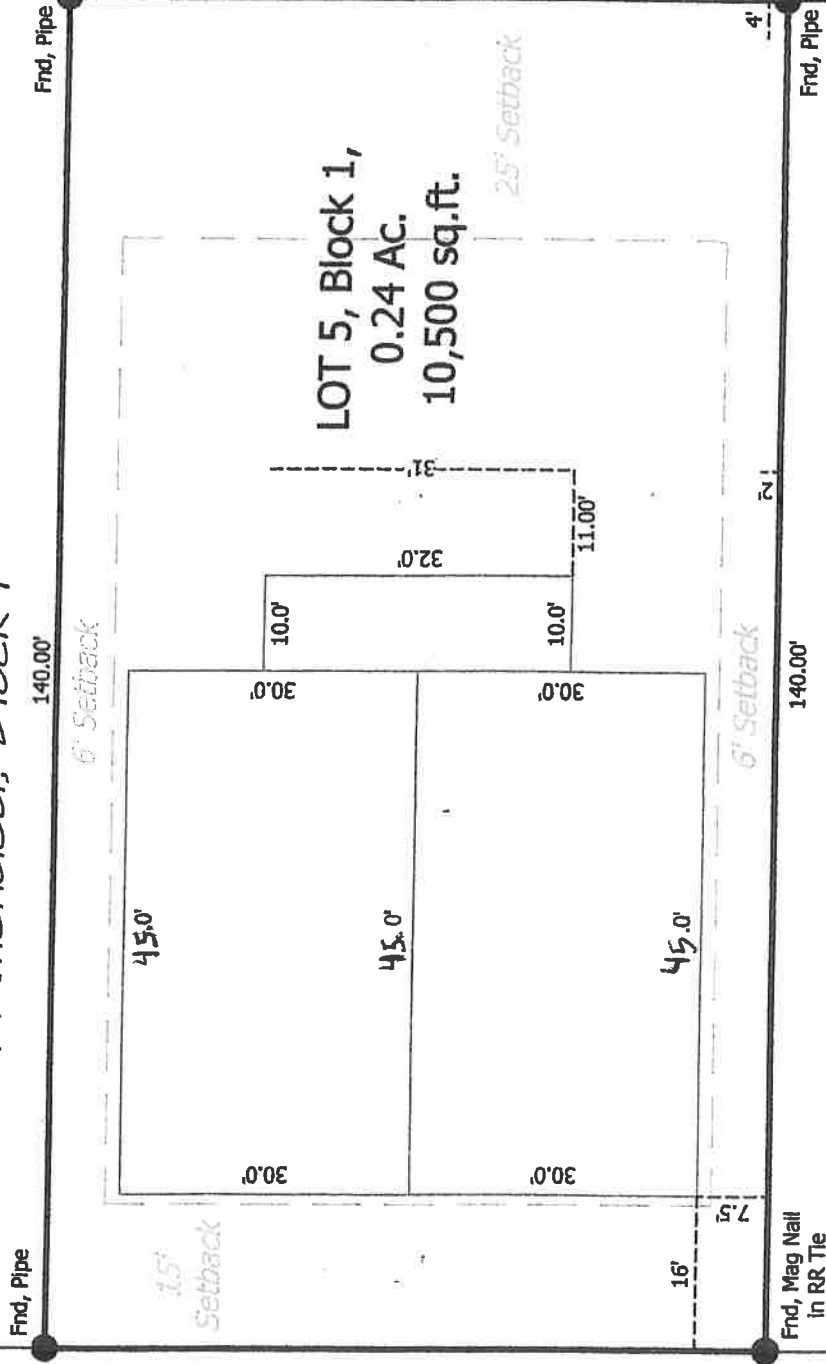 140.00'
6' Setback
Fnd, Pipe
Fnd, Pipe
15'
Setback
45.0'
30.0'
30.0'
45.0'
30.0'
30.0'
45.0'
10.0'
32.0'
10.0'
31'
11.00'
LOT 5, Block 1,
0.24 Ac.
10,500 sq.ft.
25' Setback
16'
7.5'
6' Setback
2'
4'
Fnd, Mag Nail
in RR Tie
140.00'
Fnd, Pipe